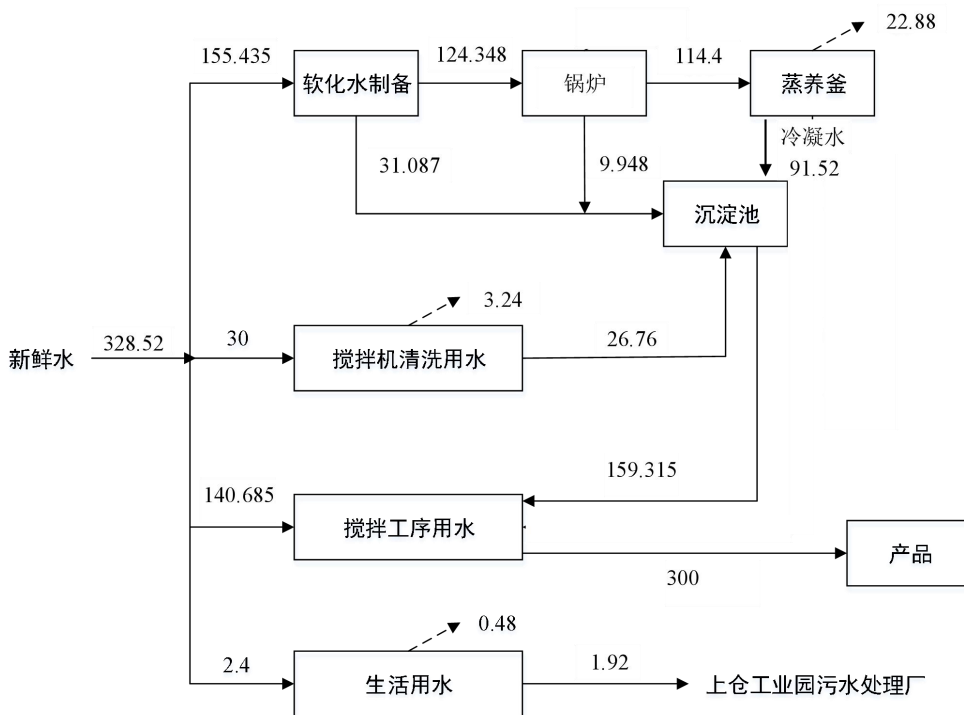 22.88
155.435
124.348
114.4
软化水制备
锅炉
蒸养釜
冷凝水
31.087
9.948
91.52
沉淀池
3.24
328.52
30
26.76
新鲜水
搅拌机清洗用水
159.315
140.685
搅拌工序用水
产品
300
0.48
2.4
1.92
生活用水
上仓工业园污水处理厂